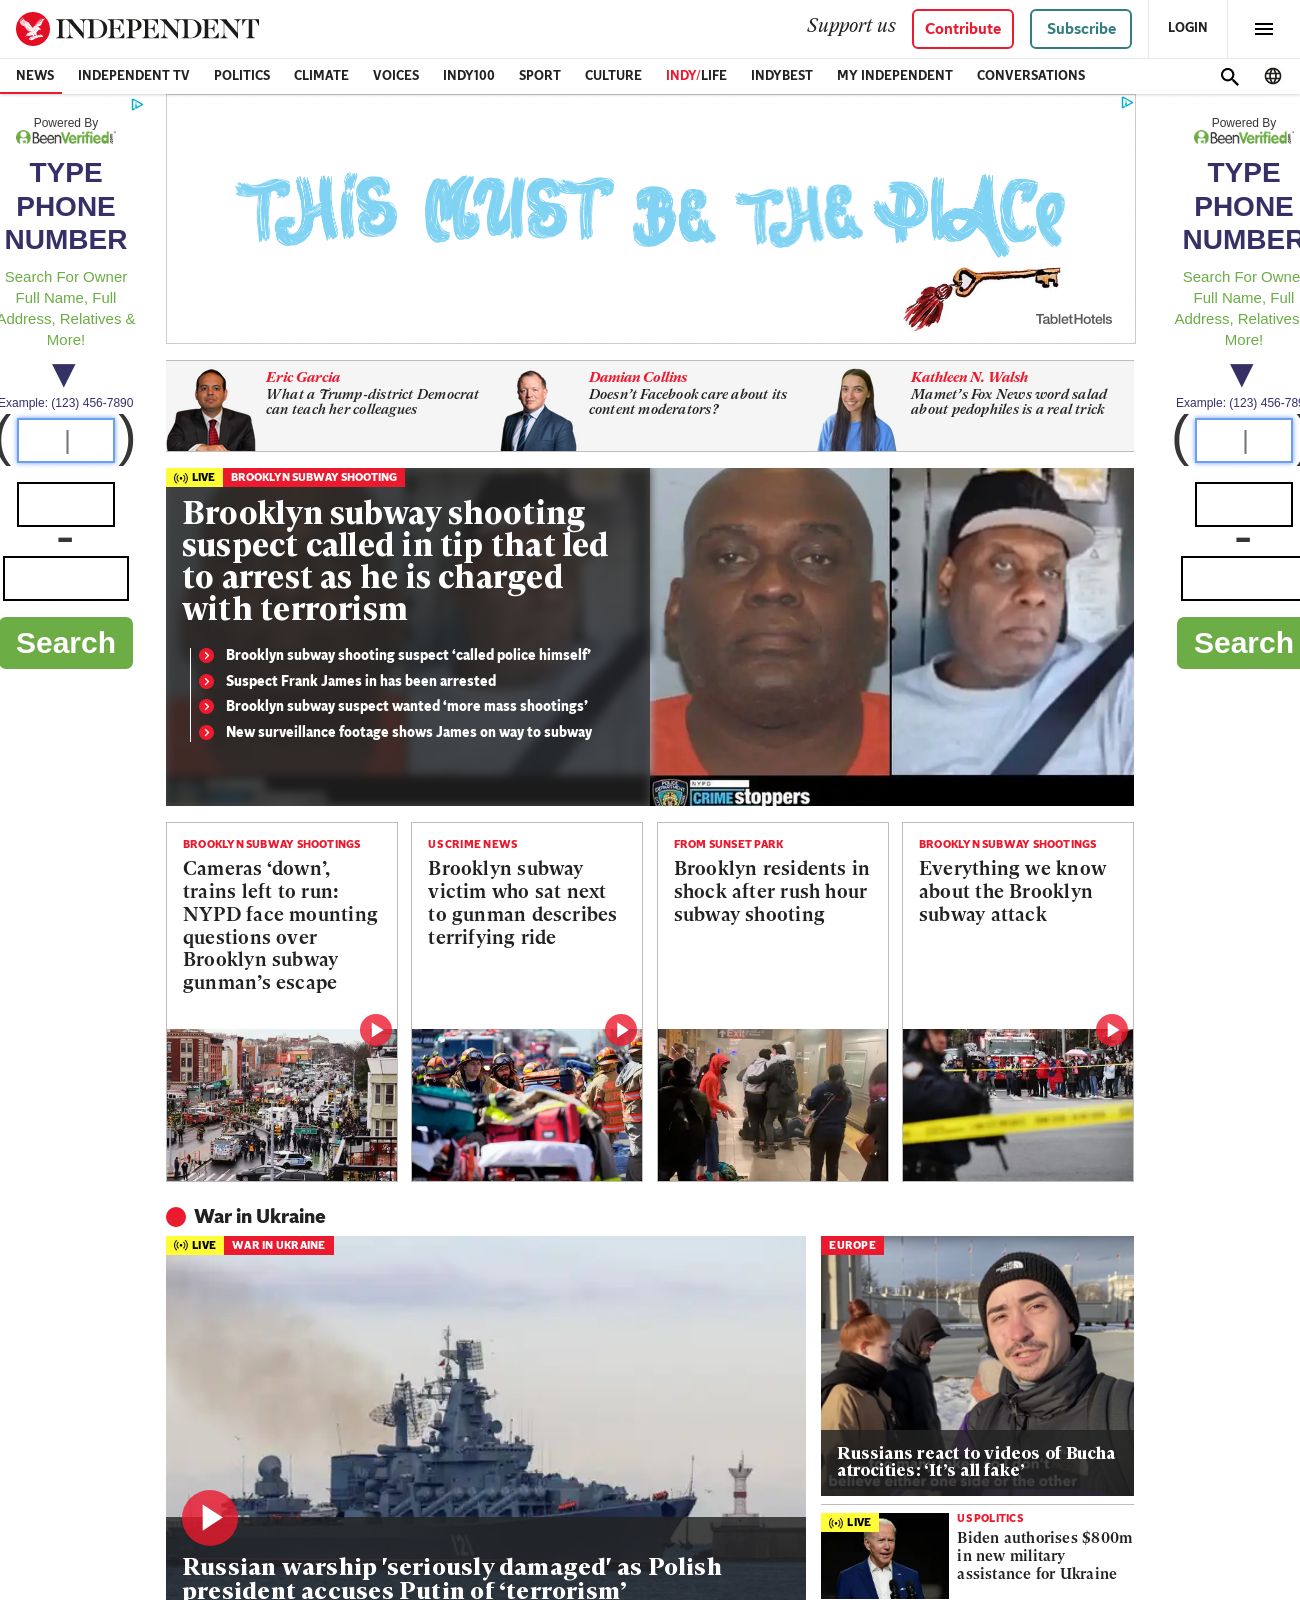 INDEPENDENT
Support us
Contribute
Subscribe
LOGIN
NEWS INDEPENDENT TV POLITICS CLIMATE VOICES INDY100 SPORT CULTURE INDY/LIFE INDYBEST MY INDEPENDENT CONVERSATIONS
Powered By
BeenVerified
TYPE
PHONE
NUMBER
Search For Owner
Full Name, Full
Address, Relatives &
More!
Example: (123) 456-7890
( )
-
Search
THIS MUST BE THE PLACE
TabletHotels
Powered By
BeenVerified
TYPE
PHONE
NUMBER
Search For Owne
Full Name, Full
Address, Relatives
More!
Example: (123) 456-789
(
-
Search
Eric Garcia
What a Trump-district Democrat
can teach her colleagues
Damian Collins
Doesn’t Facebook care about its
content moderators?
Kathleen N. Walsh
Mamet’s Fox News word salad
about pedophiles is a real trick
LIVE BROOKLYN SUBWAY SHOOTING
Brooklyn subway shooting
suspect called in tip that led
to arrest as he is charged
with terrorism
Brooklyn subway shooting suspect ‘called police himself’
Suspect Frank James in has been arrested
Brooklyn subway suspect wanted ‘more mass shootings’
New surveillance footage shows James on way to subway
NYPD
CRIMEstoppers
BROOKLYN SUBWAY SHOOTINGS
Cameras ‘down’,
trains left to run:
NYPD face mounting
questions over
Brooklyn subway
gunman’s escape
US CRIME NEWS
Brooklyn subway
victim who sat next
to gunman describes
terrifying ride
FROM SUNSET PARK
Brooklyn residents in
shock after rush hour
subway shooting
Exit
BROOKLYN SUBWAY SHOOTINGS
Everything we know
about the Brooklyn
subway attack
War in Ukraine
LIVE WAR IN UKRAINE
121
Russian warship 'seriously damaged' as Polish
president accuses Putin of ‘terrorism’
EUROPE
Russians react to videos of Bucha
atrocities: ‘It’s all fake’
believe either one side or the other
LIVE
US POLITICS
Biden authorises $800m
in new military
assistance for Ukraine